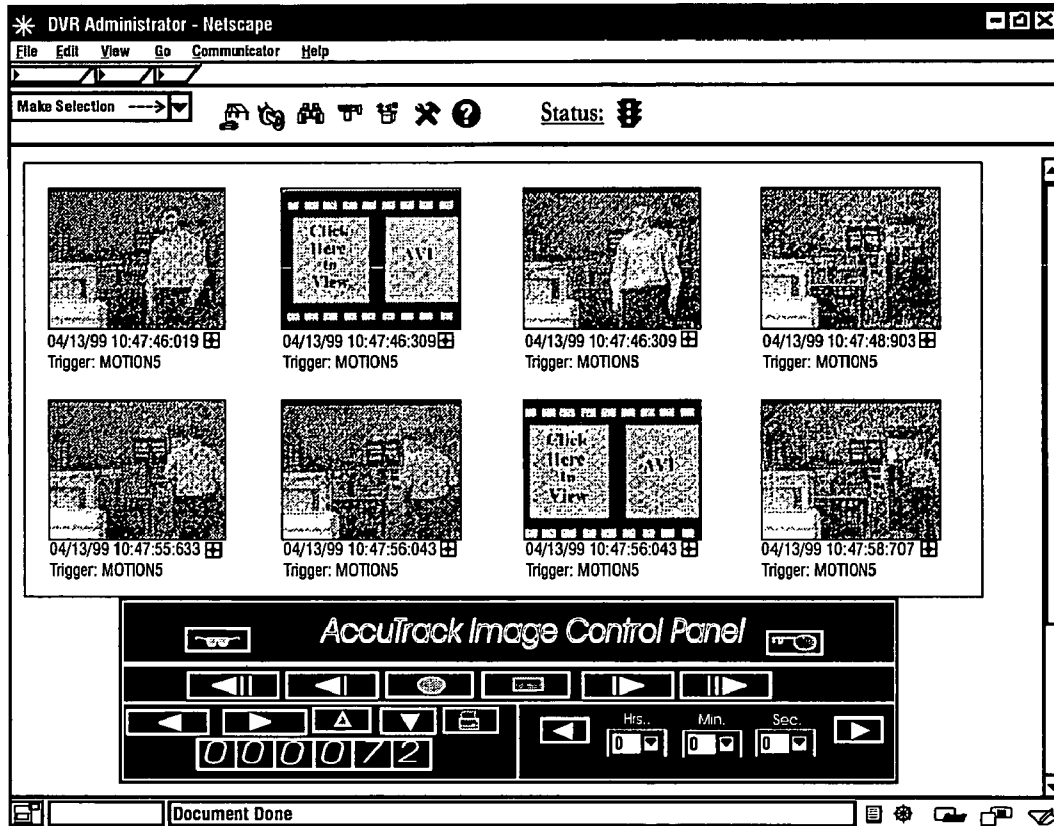 DVR Administrator - Netscape
File Edit View Go Communicator Help
Make Selection ---->
Status:
Click Here to View AVI
04/13/99 10:47:46:019
Trigger: MOTION5
04/13/99 10:47:46:309
Trigger: MOTION5
04/13/99 10:47:46:309
Trigger: MOTIONS
04/13/99 10:47:48:903
Trigger: MOTION5
Click Here to View AVI
04/13/99 10:47:55:633
Trigger: MOTION5
04/13/99 10:47:56:043
Trigger: MOTION5
04/13/99 10:47:56:043
Trigger: MOTION5
04/13/99 10:47:58:707
Trigger: MOTION5
AccuTrack Image Control Panel
Hrs.. Min. Sec.
0 0 0
000072
Document Done